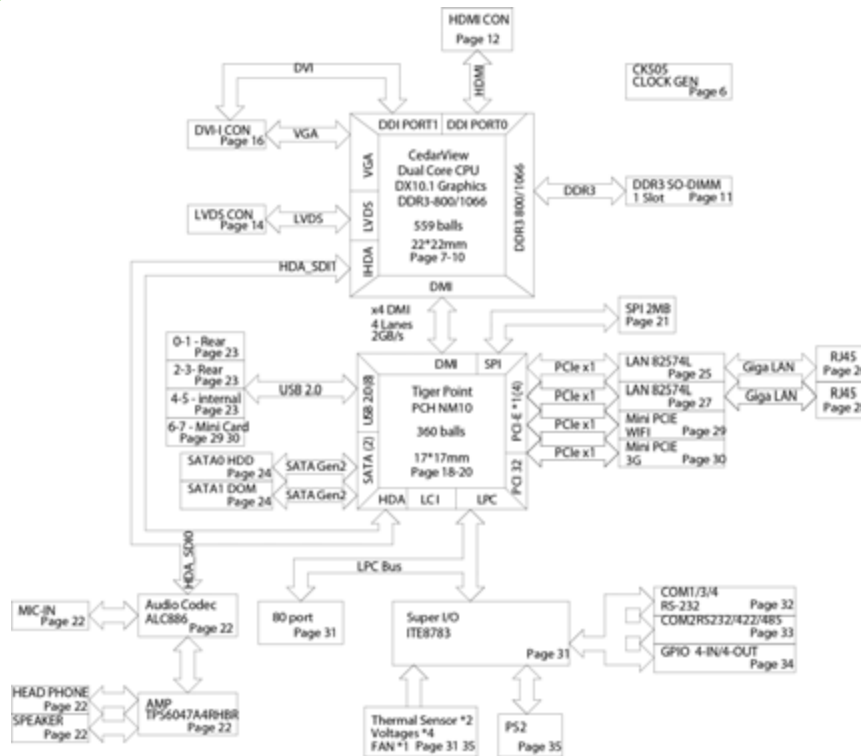 HDMI CON
Page 12
DVI
HDMI
CK505
CLOCK GEN
Page 6
DDI PORT1
DDI PORT0
DVI-I CON
Page 16
VGA
VGA
CedarView
Dual Core CPU
DX10.1 Graphics
DDR3-800/1066
559 balls
22*22mm
Page 7-10
DDR3 800/1066
DDR3
DDR3 SO-DIMM
1 Slot
Page 11
LVDS CON
Page 14
LVDS
LVDS
IHDA
HDA_SDI1
DMI
x4 DMI
4 Lanes
2GB/s
SPI 2MB
Page 21
0-1 - Rear
Page 23
2-3- Rear
Page 23
4-5 - internal
Page 23
6-7 - Mini Card
Page 29 30
USB 2.0
USB 2.0(8)
DMI
SPI
Tiger Point
PCH NM10
360 balls
17*17mm
Page 18-20
PCI-E *1(4)
PCI 32
PCIe x1
LAN 82574L
Page 25
Giga LAN
RJ45
PCIe x1
LAN 82574L
Page 27
Giga LAN
RJ45
PCIe x1
Mini PCIE
WIFI
Page 29
PCIe x1
Mini PCIE
3G
Page 30
SATA0 HDD
Page 24
SATA Gen2
SATA1 DOM
Page 24
SATA Gen2
SATA (2)
HDA
LCI
LPC
HDA_SDI0
LPC Bus
MIC-IN
Page 22
Audio Codec
ALC886
Page 22
80 port
Page 31
Super I/O
ITE8783
Page 31
COM1/3/4
RS-232
Page 32
COM2RS232/422/485
Page 33
GPIO 4-IN/4-OUT
Page 34
HEAD PHONE
Page 22
SPEAKER
Page 22
AMP
TPS6047A4RHBR
Page 22
Thermal Sensor *2
Voltages *4
FAN *1 Page 31 35
PS2
Page 35